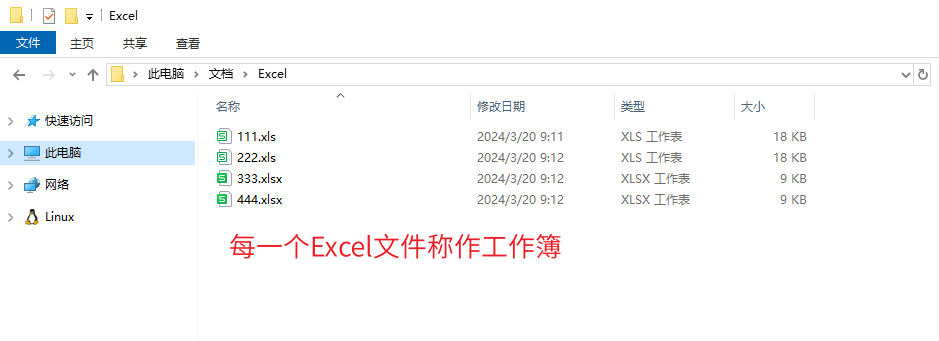 Excel
文件 主页 共享 查看
此电脑 文档 Excel
名称 修改日期 类型 大小
快速访问
此电脑
网络
Linux
111.xls 2024/3/20 9:11 XLS 工作表 18 KB
222.xls 2024/3/20 9:12 XLS 工作表 18 KB
333.xlsx 2024/3/20 9:12 XLSX 工作表 9 KB
444.xlsx 2024/3/20 9:12 XLSX 工作表 9 KB
每一个Excel文件称作工作簿